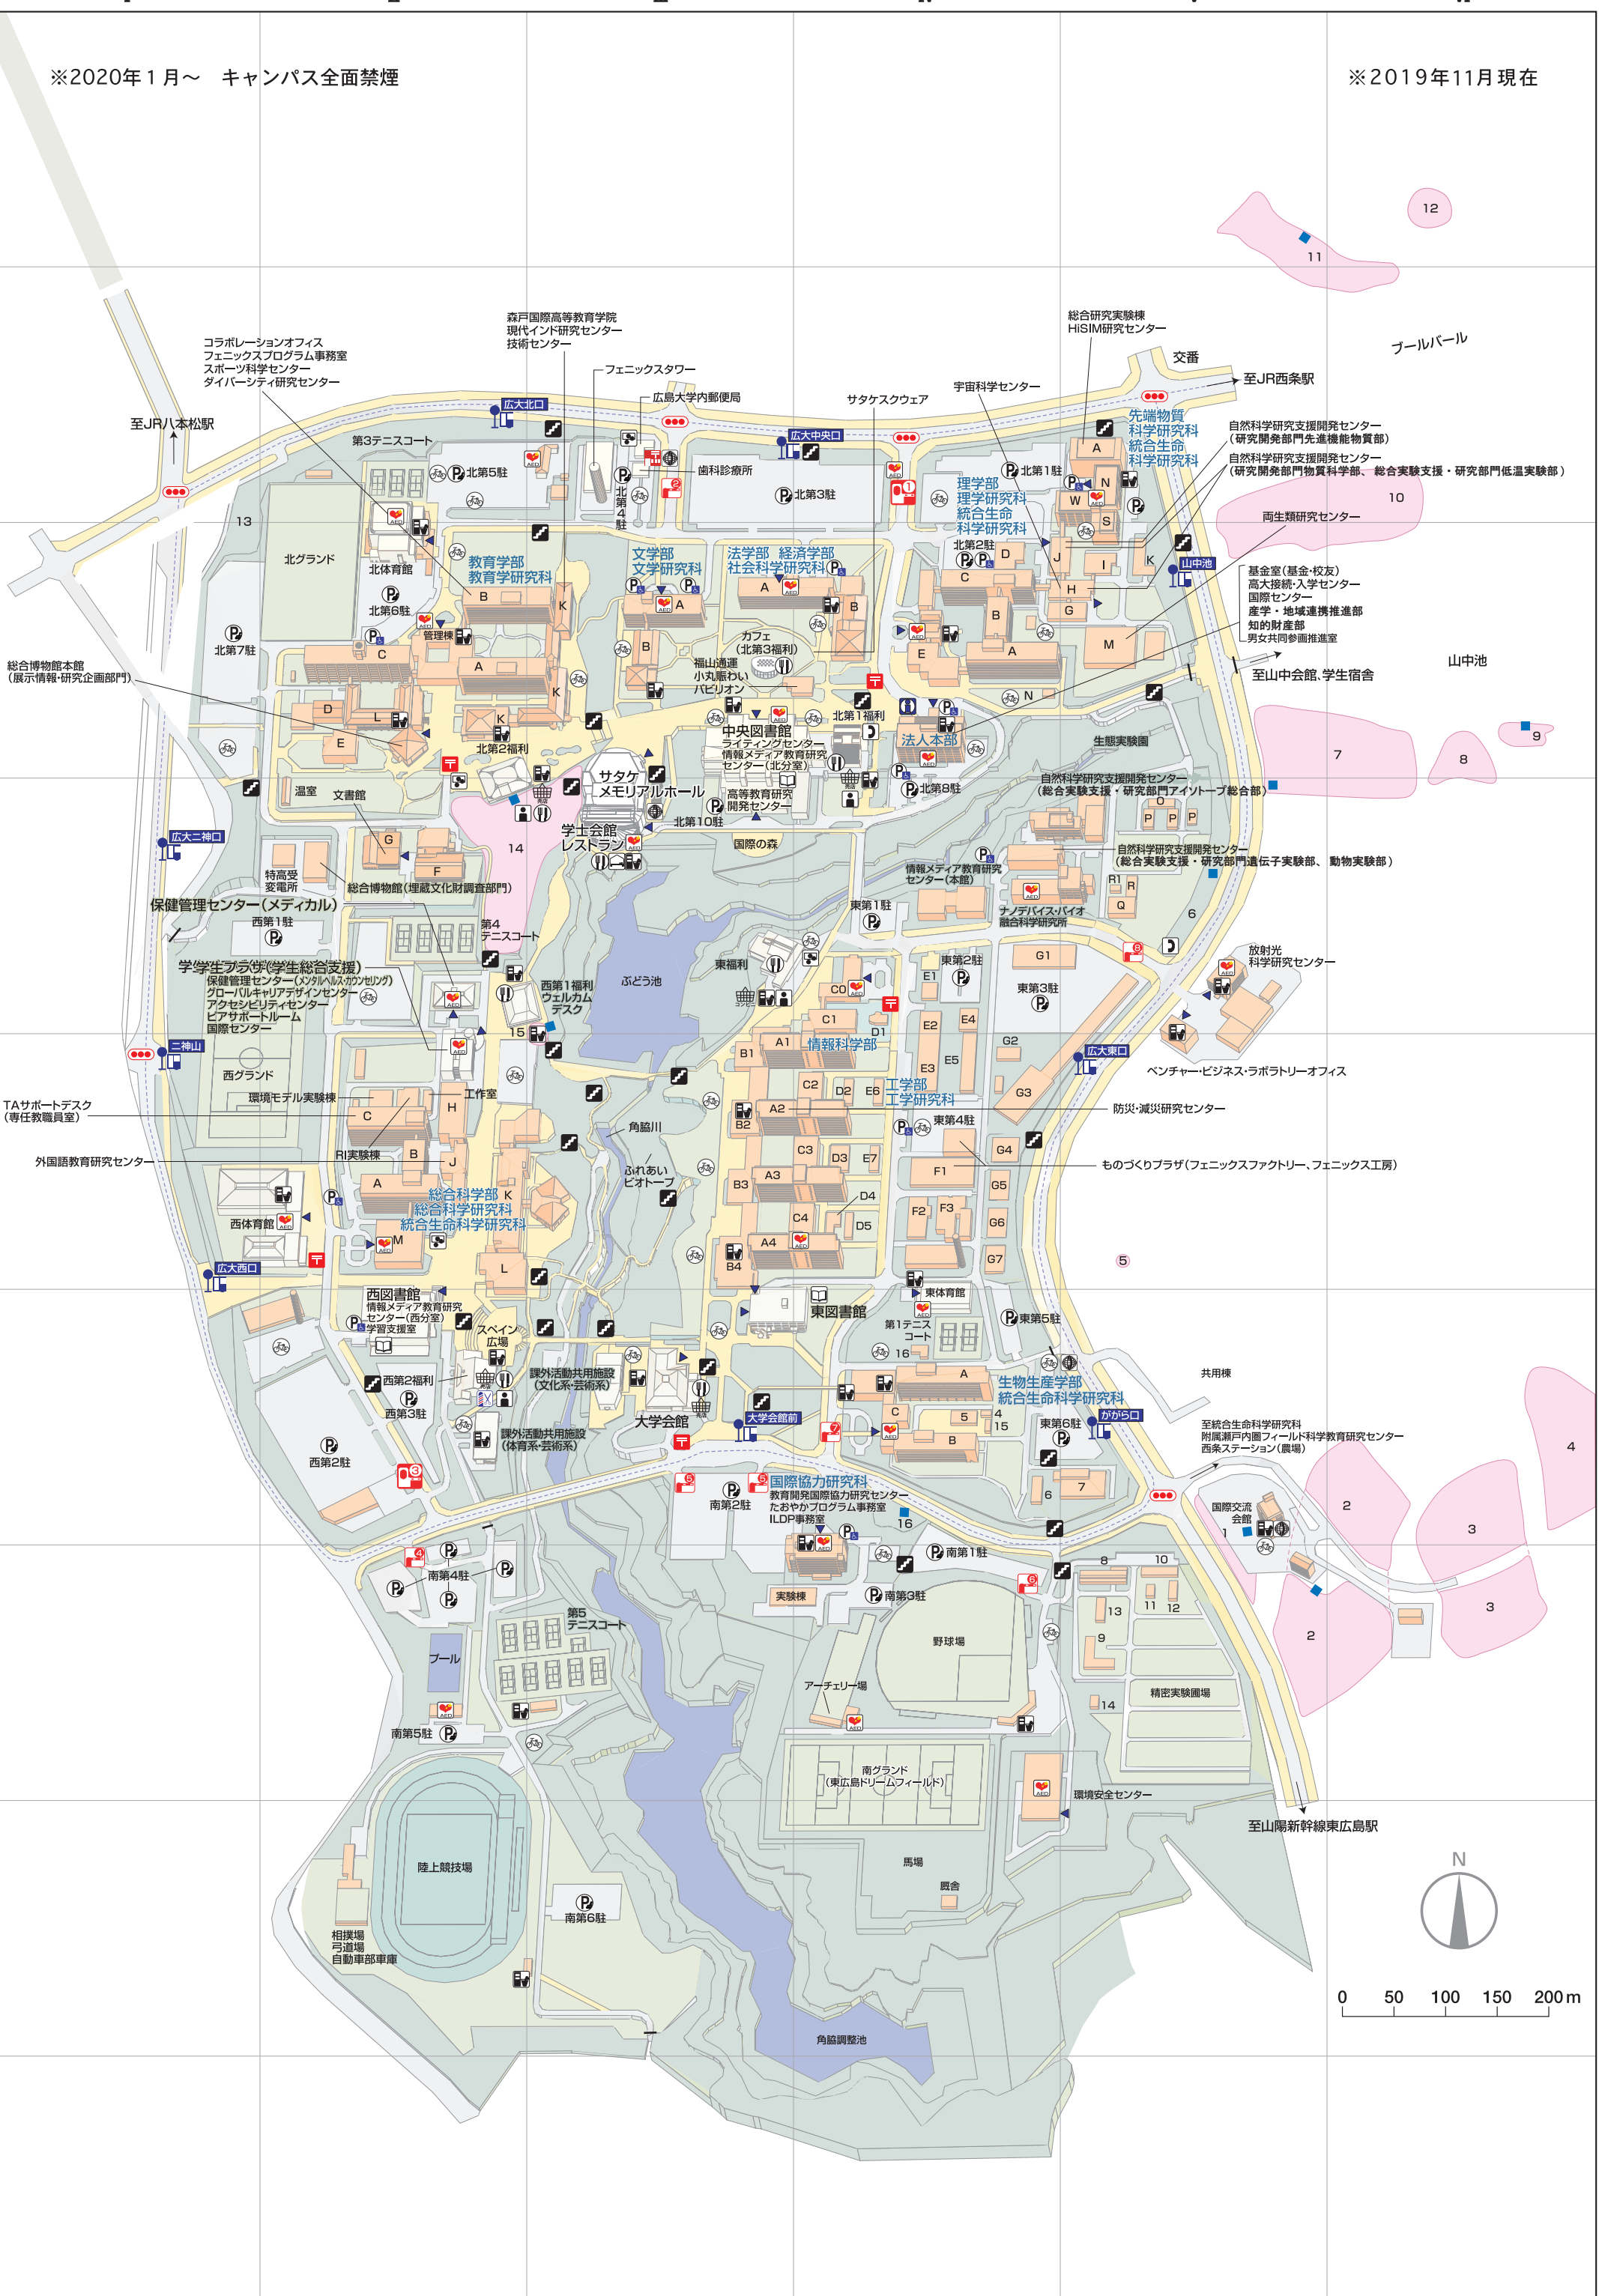 ※2020年1月～　キャンパス全面禁煙
※2019年11月現在
12
11
ブールバール
コラボレーションオフィス
フェニックスプログラム事務室
スポーツ科学センター
ダイバーシティ研究センター
森戸国際高等教育学院
現代インド研究センター
技術センター
フェニックスタワー
広島大学内郵便局
サタケスクウェア
宇宙科学センター
総合研究実験棟
HiSIM研究センター
交番
至JR西条駅
至JR八本松駅
広大北口
広大中央口
第3テニスコート
北第5駐
北第4駐
歯科診療所
北第3駐
北第1駐
理学部
理学研究科
統合生命
科学研究科
先端物質
科学研究科
統合生命
科学研究科
自然科学研究支援開発センター
(研究開発部門先進機能物質部)
自然科学研究支援開発センター
(研究開発部門物質科学部、総合実験支援・研究部門低温実験部)
10
両生類研究センター
13
北グランド
北体育館
北第6駐
北第7駐
教育学部
教育学研究科
文学部
文学研究科
法学部 経済学部
社会科学研究科
北第2駐
山中池
基金室(基金・校友)
高大接続・入学センター
国際センター
産学・地域連携推進部
知的財産部
男女共同参画推進室
至山中会館、学生宿舎
山中池
管理棟
カフェ
(北第3福利)
福山通運
小丸賑わい
パビリオン
総合博物館本館
(展示情報・研究企画部門)
北第2福利
中央図書館
ライティングセンター
情報メディア教育研究
センター(北分室)
高等教育研究
開発センター
北第1福利
法人本部
北第8駐
生態実験園
7
8
9
自然科学研究支援開発センター
(総合実験支援・研究部門アイソトープ総合部)
温室
文書館
サタケ
メモリアルホール
北第10駐
学士会館
レストラン
国際の森
広大二神口
特高受
変電所
総合博物館(埋蔵文化財調査部門)
14
自然科学研究支援開発センター
(総合実験支援・研究部門遺伝子実験部、動物実験部)
情報メディア教育研究
センター(本館)
ナノデバイス・バイオ
融合科学研究所
6
保健管理センター(メディカル)
西第1駐
第4
テニスコート
東第1駐
学生プラザ(学生総合支援)
保健管理センター(メンタルヘルス・カウンセリング)
グローバルキャリアデザインセンター
アクセシビリティセンター
ピアサポートルーム
国際センター
西第1福利
ウェルカム
デスク
15
ぶどう池
東福利
東第2駐
東第3駐
放射光
科学研究センター
二神山
西グランド
情報科学部
広大東口
ベンチャー・ビジネス・ラボラトリーオフィス
環境モデル実験棟
工作室
TAサポートデスク
(専任教職員室)
工学部
工学研究科
防災・減災研究センター
RI実験棟
外国語教育研究センター
角脇川
ふれあい
ビオトープ
東第4駐
ものづくりプラザ(フェニックスファクトリー、フェニックス工房)
総合科学部
総合科学研究科
統合生命科学研究科
西体育館
広大西口
5
西図書館
情報メディア教育研究
センター(西分室)
学習支援室
スペイン
広場
東図書館
東体育館
第1テニス
コート
東第5駐
16
西第2福利
西第3駐
課外活動共用施設
(文化系・芸術系)
大学会館
大学会館前
生物生産学部
統合生命科学研究科
共用棟
東第6駐
ががら口
至統合生命科学研究科
附属瀬戸内圏フィールド科学教育研究センター
西条ステーション(農場)
4
課外活動共用施設
(体育系・芸術系)
西第2駐
南第2駐
国際協力研究科
教育開発国際協力研究センター
たおやかプログラム事務室
ILDP事務室
16
国際交流
会館
1
2
3
南第1駐
南第4駐
実験棟
南第3駐
8
10
11
12
13
9
14
2
3
第5
テニスコート
プール
野球場
アーチェリー場
精密実験圃場
南第5駐
南グランド
(東広島ドリームフィールド)
環境安全センター
至山陽新幹線東広島駅
陸上競技場
馬場
厩舎
南第6駐
相撲場
弓道場
自動車部車庫
角脇調整池
N
0 50 100 150 200m